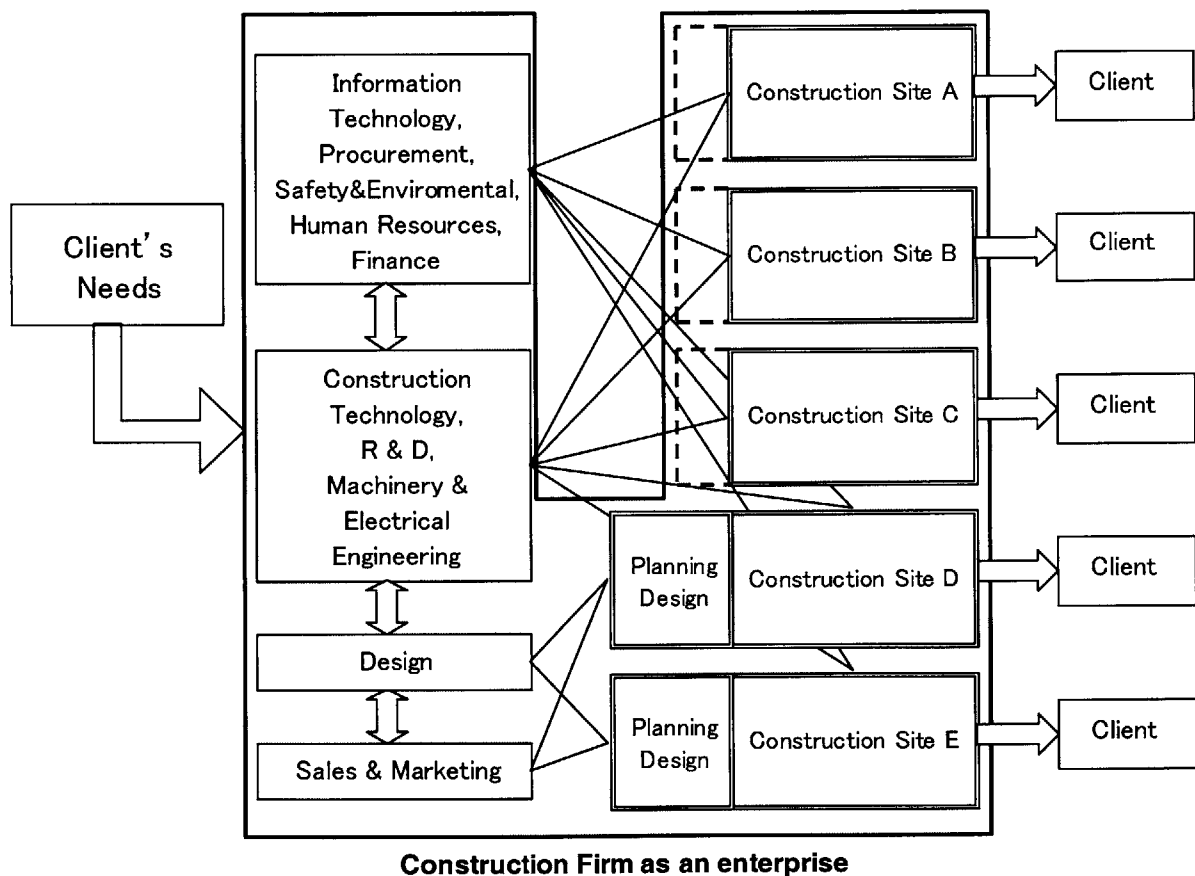 Client's
Needs
Information
Technology,
Procurement,
Safety&Enviromental,
Human Resources,
Finance
Construction
Technology,
R & D,
Machinery &
Electrical
Engineering
Design
Sales & Marketing
Construction Site A
Client
Construction Site B
Client
Construction Site C
Client
Planning
Design
Construction Site D
Client
Planning
Design
Construction Site E
Client
Construction Firm as an enterprise